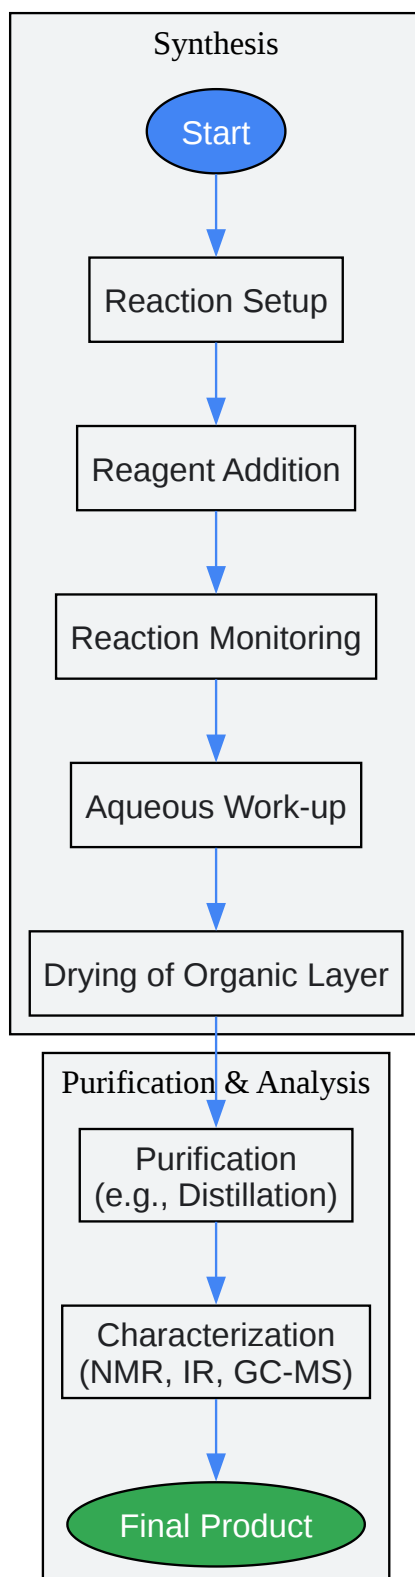 Synthesis
Start
Reaction Setup
Reagent Addition
Reaction Monitoring
Aqueous Work-up
Drying of Organic Layer
Purification & Analysis
Purification
(e.g., Distillation)
Characterization
(NMR, IR, GC-MS)
Final Product